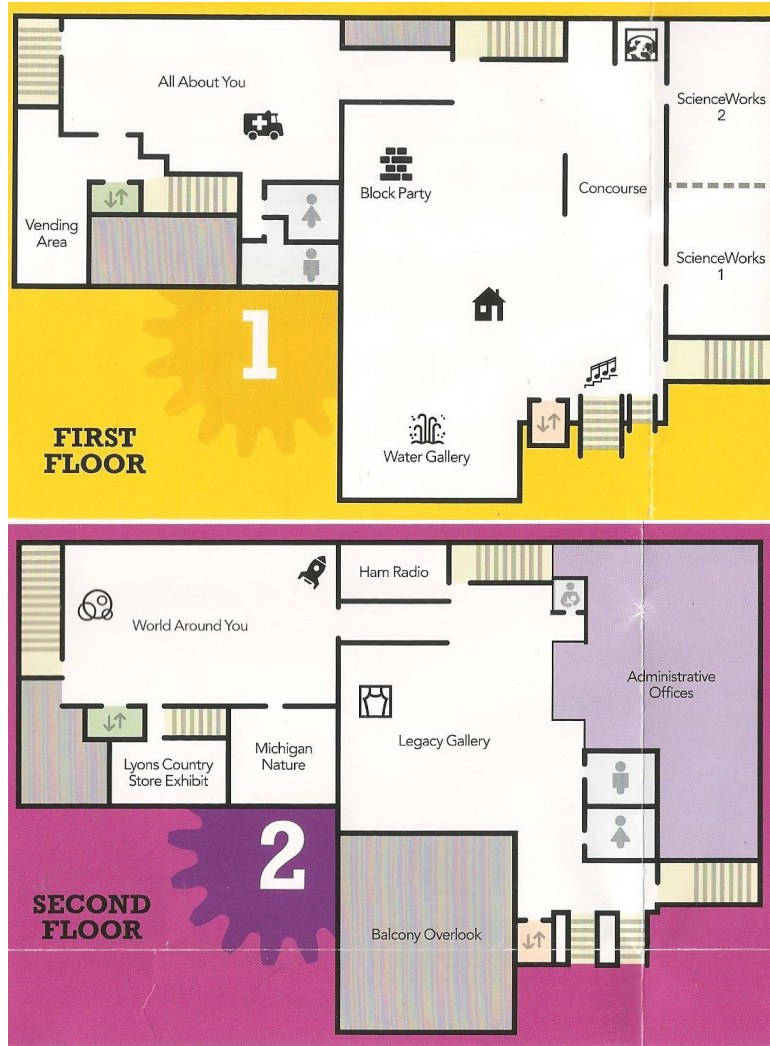 All About You
ScienceWorks
2
Block Party
Concourse
Vending
Area
ScienceWorks
1
1
FIRST
FLOOR
Water Gallery
Ham Radio
World Around You
Administrative
Offices
Legacy Gallery
Michigan
Nature
Lyons Country
Store Exhibit
2
SECOND
FLOOR
Balcony Overlook